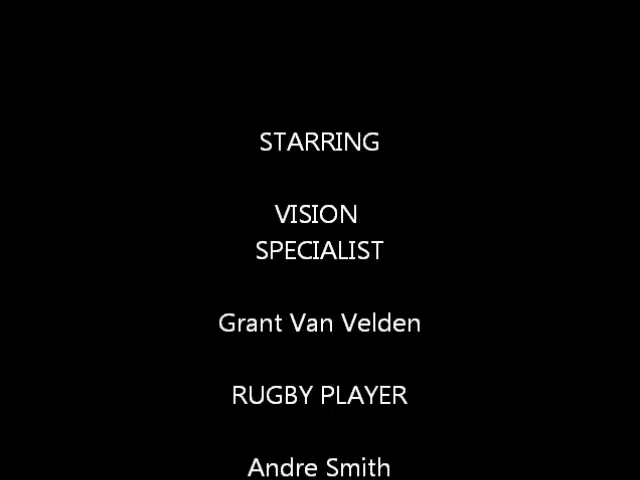 STARRING
VISION
SPECIALIST
Grant Van Velden
RUGBY PLAYER
Andre Smith